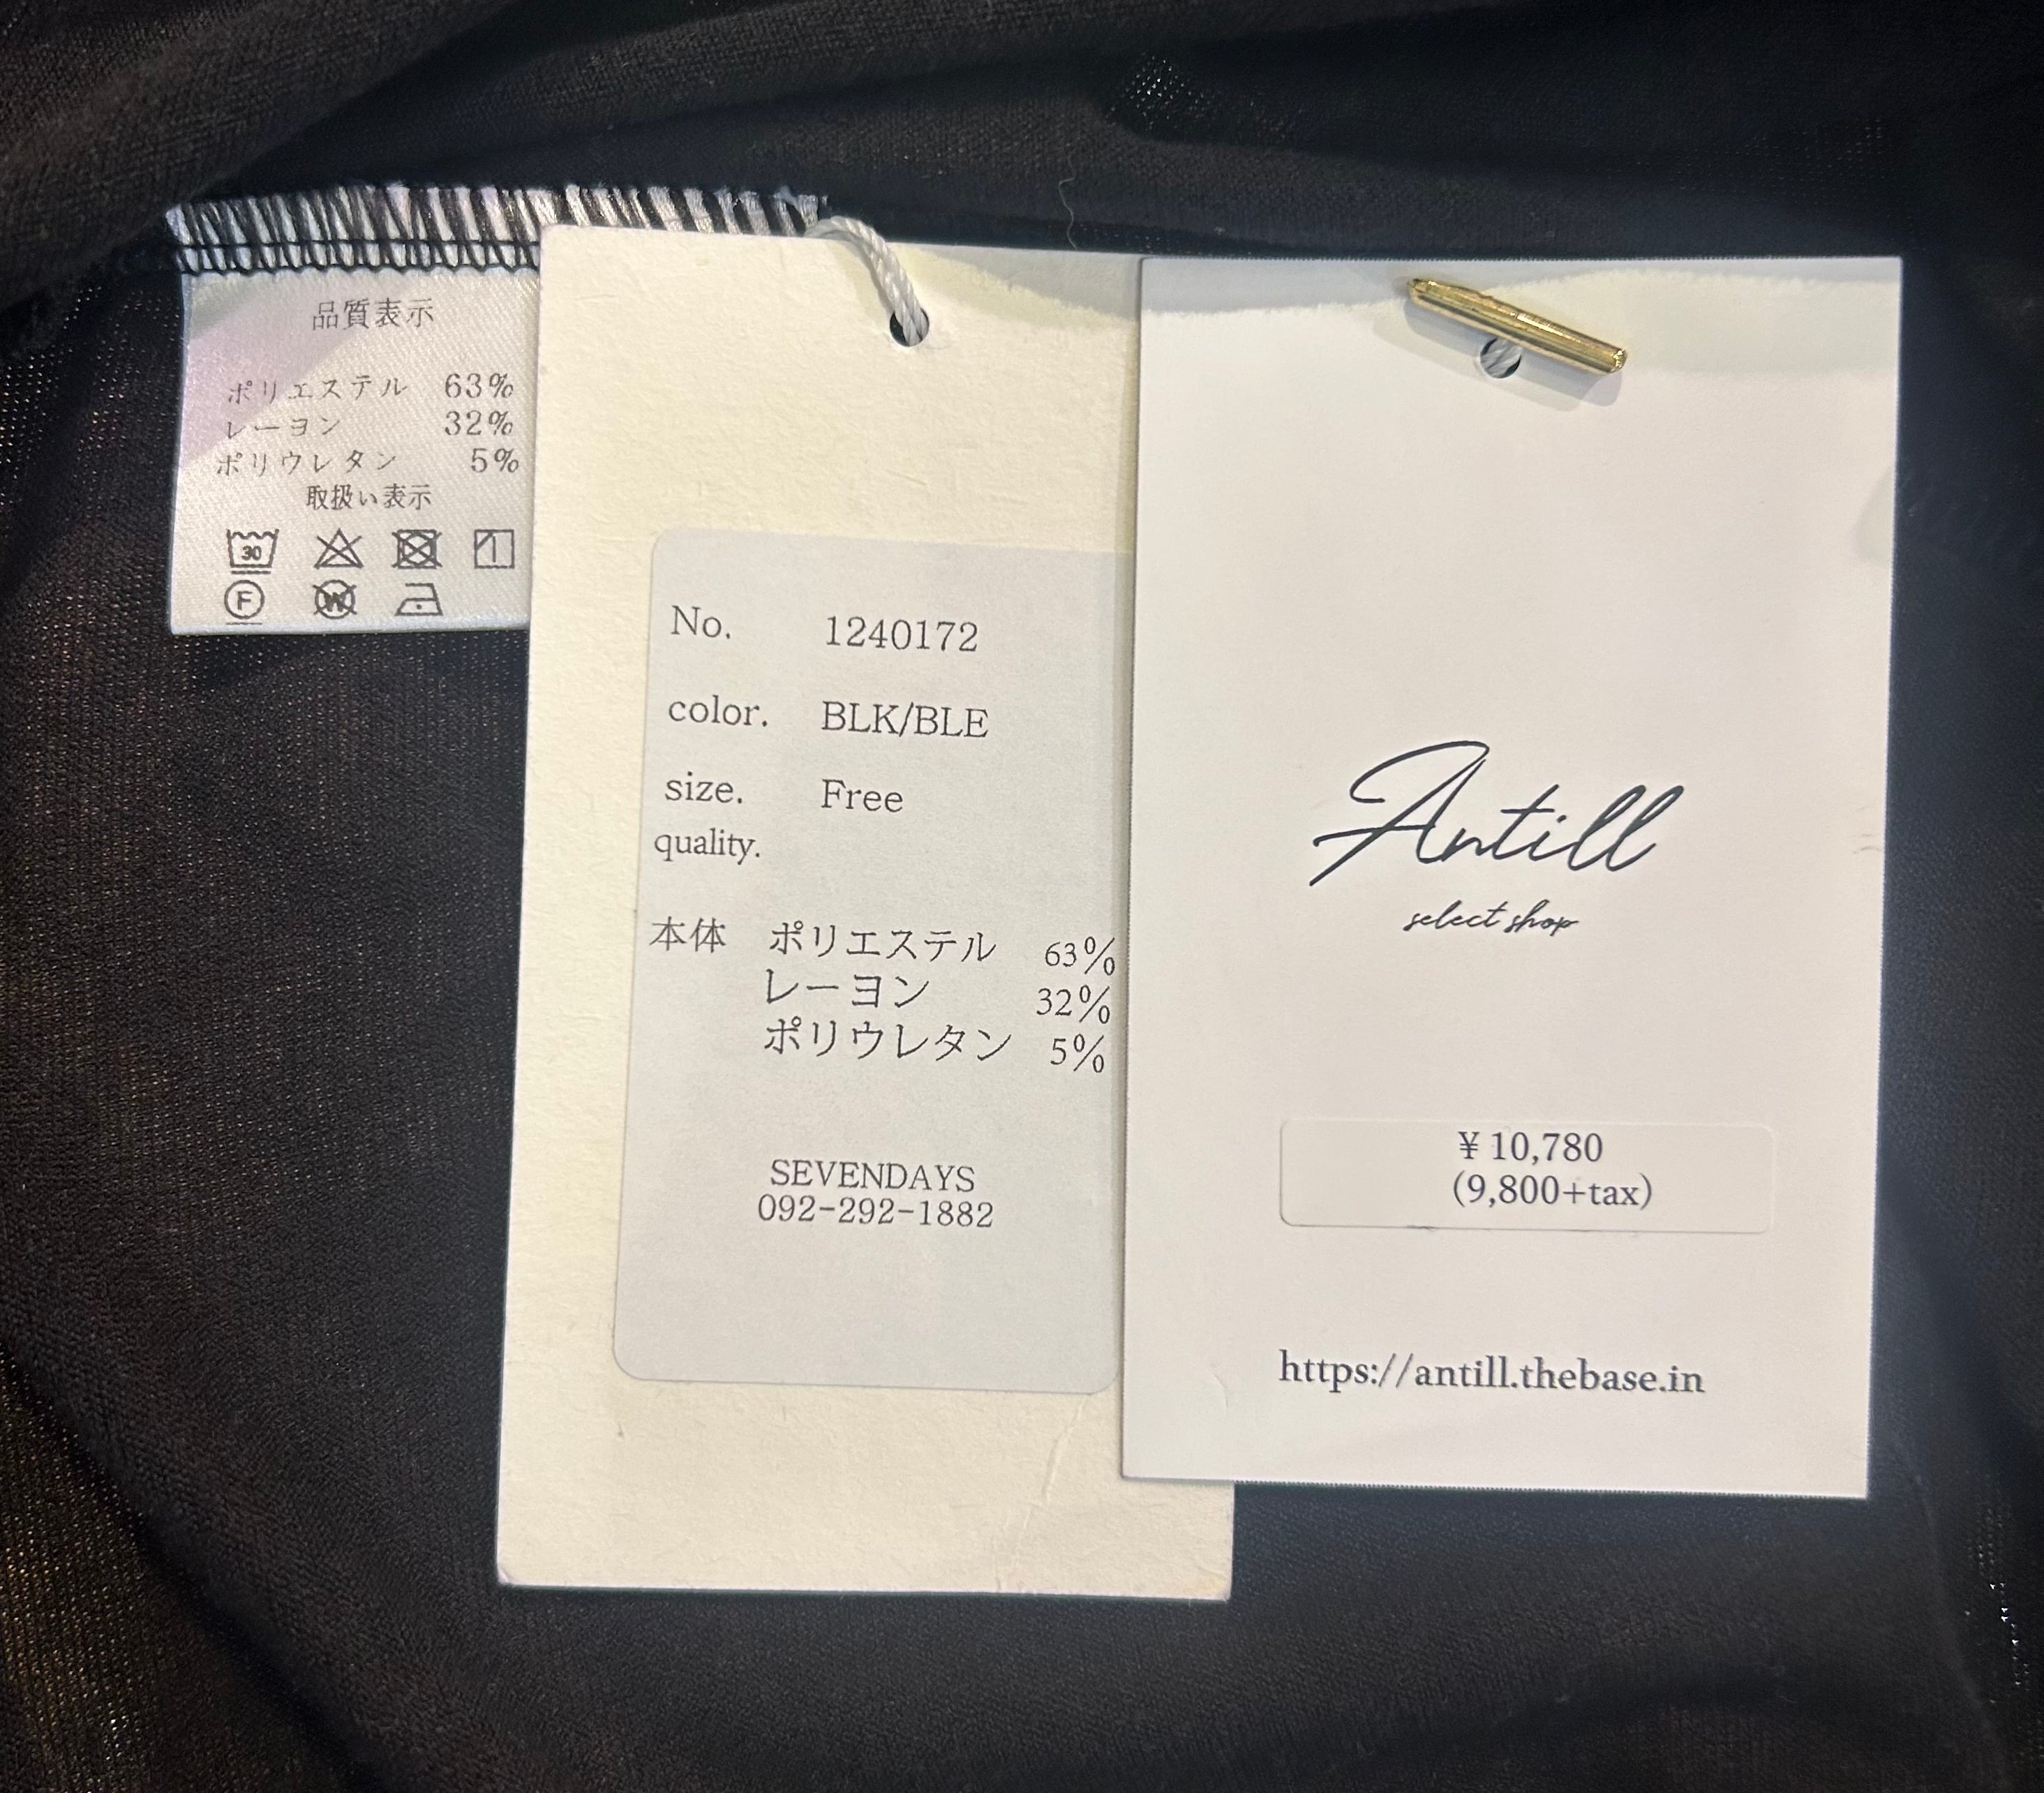 品質表示
ポリエステル 63%
レーヨン 32%
ポリウレタン 5%
取扱い表示
30
F W
No. 1240172
color. BLK/BLE
size. Free
quality.
本体 ポリエステル 63%
レーヨン 32%
ポリウレタン 5%
SEVENDAYS
092-292-1882
Antill
select shop
¥ 10,780
(9,800+tax)
https://antill.thebase.in